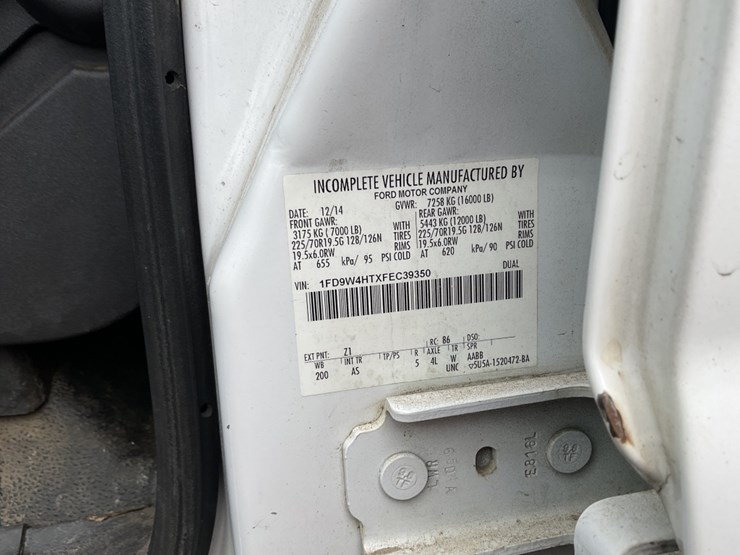 INCOMPLETE VEHICLE MANUFACTURED BY
FORD MOTOR COMPANY
DATE: 12/14 GVWR: 7258 KG (16000 LB)
FRONT GAWR: REAR GAWR:
3175 KG ( 7000 LB) WITH 5443 KG (12000 LB) WITH
225/70R19.5G 128/126N TIRES 225/70R19.5G 128/126N TIRES
19.5x6.0RW RIMS 19.5x6.0RW RIMS
AT 655 kPa/ 95 PSI COLD AT 620 kPa/ 90 PSI COLD
DUAL
VIN: 1FD9W4HTXFEC39350
EXT PNT: Z1 RC: B6 DSO:
WB INT TR TP/PS R AXLE TR SPR
200 AS 5 4L W AABB
UNC 5U5A-1520472-BA
E818L